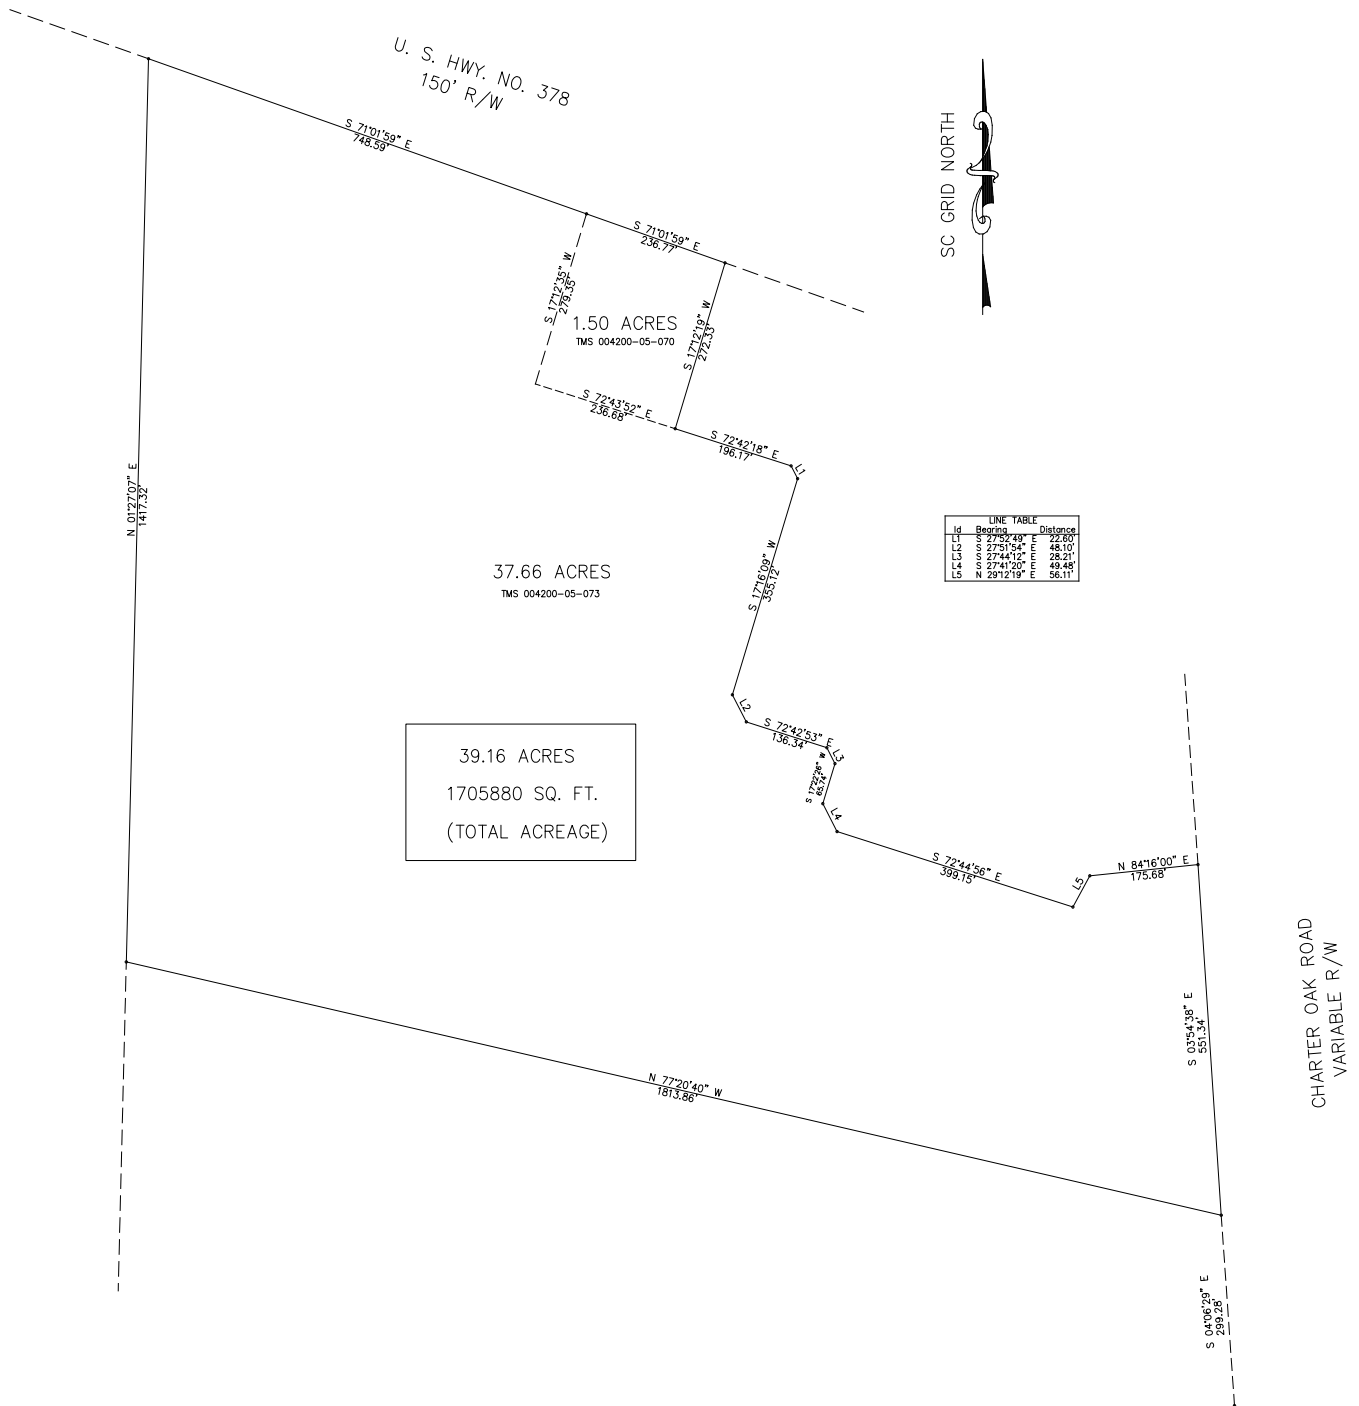 U. S. HWY. NO. 378
150' R/W
SC GRID NORTH
S 71°01'59" E
748.59'
S 71°01'59" E
236.77'
S 17°12'35" W
279.35'
1.50 ACRES
TMS 004200-05-070
S 17°12'19" W
272.33'
S 72°43'52" E
236.68'
S 72°42'18" E
196.17'
L1
N 01°27'07" E
1417.32'
S 17°16'09" W
355.12'
LINE TABLE
Id Bearing Distance
L1 S 27°52'49" E 22.60'
L2 S 27°51'54" E 48.10'
L3 S 27°44'12" E 28.21'
L4 S 27°41'20" E 49.48'
L5 N 29°12'19" E 56.11'
37.66 ACRES
TMS 004200-05-073
L2
S 72°42'53" E
136.34'
L3
S 17°22'26" W
65.74'
L4
39.16 ACRES
1705880 SQ. FT.
(TOTAL ACREAGE)
S 72°44'56" E
399.15'
L5
N 84°16'00" E
175.68'
S 03°54'38" E
551.34'
CHARTER OAK ROAD
VARIABLE R/W
N 77°20'40" W
1813.86'
S 04°06'29" E
299.28'